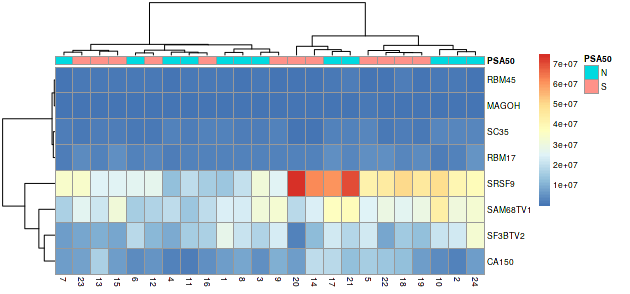 PSA50
RBM45
MAGOH
SC35
RBM17
SRSF9
SAM68TV1
SF3BTV2
CA150
7 23 13 15 6 12 4 11 16 1 8 3 9 20 14 17 21 5 22 18 19 10 2 24
7e+07
6e+07
5e+07
4e+07
3e+07
2e+07
1e+07
PSA50
N
S